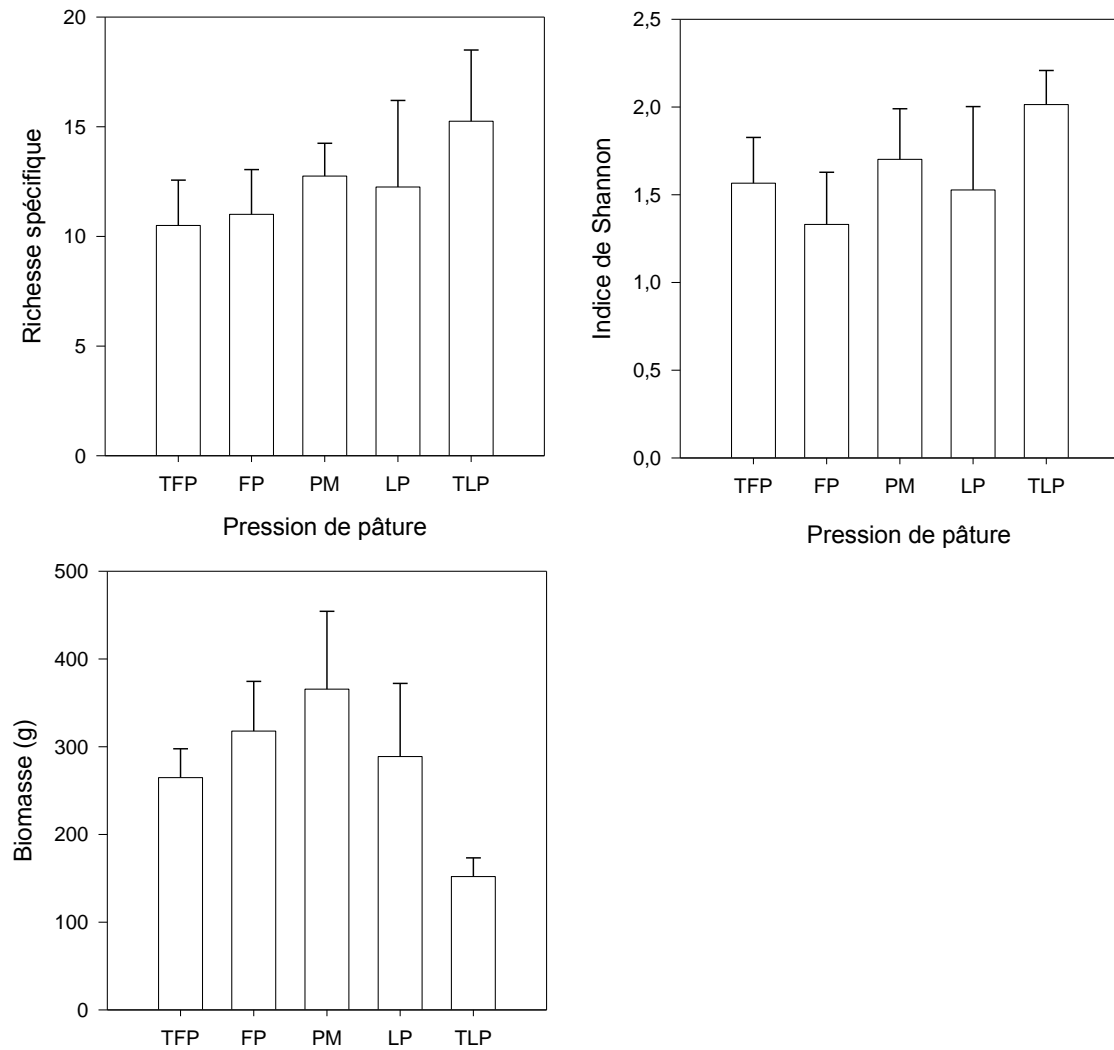 Richesse spécifique
20
15
10
5
0
TFP FP PM LP TLP
Pression de pâture
Indice de Shannon
2,5
2,0
1,5
1,0
0,5
0,0
TFP FP PM LP TLP
Pression de pâture
Biomasse (g)
500
400
300
200
100
0
TFP FP PM LP TLP